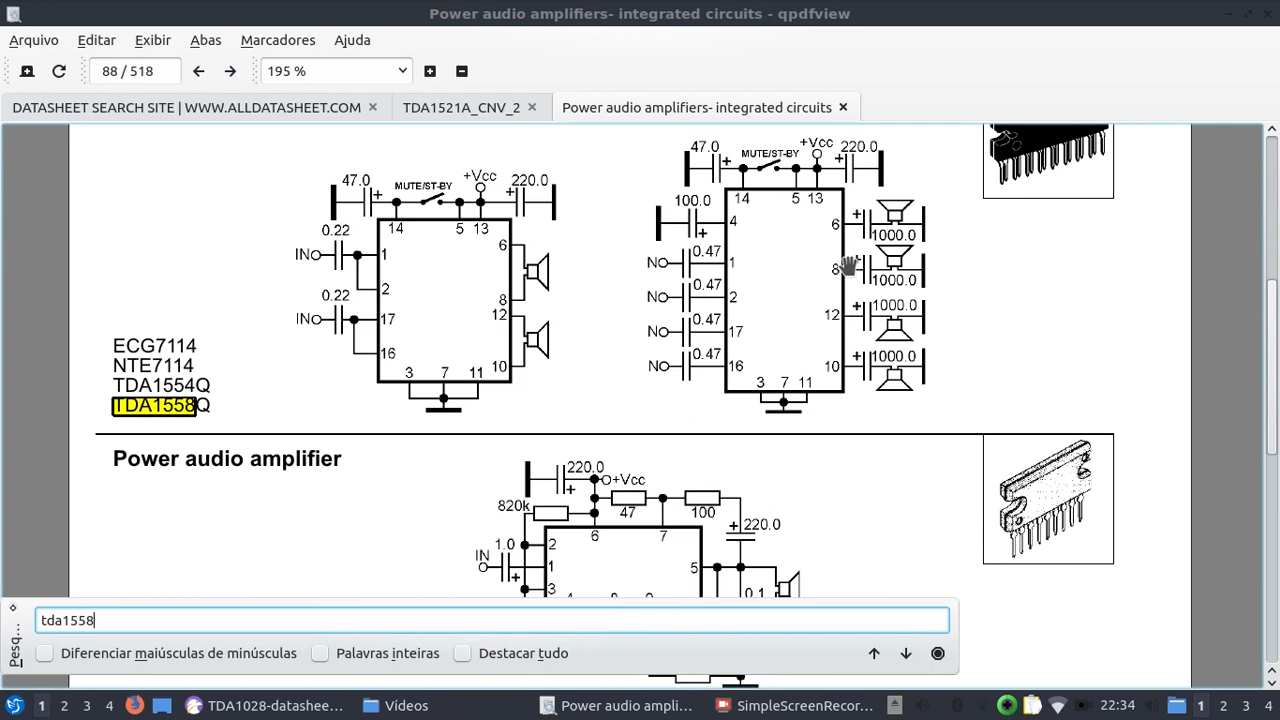 Power audio amplifiers- integrated circuits - qpdfview
Arquivo Editar Exibir Abas Marcadores Ajuda
88 / 518 195 %
DATASHEET SEARCH SITE | WWW.ALLDATASHEET.COM TDA1521A_CNV_2 Power audio amplifiers- integrated circuits
47.0 MUTE/ST-BY +Vcc 220.0
14 5 13
0.22
IN 1
2
0.22
IN 17
16
6
8
12
10
3 7 11
47.0 MUTE/ST-BY +Vcc 220.0
14 5 13
100.0 4
NO 0.47 1
NO 0.47 2
NO 0.47 17
NO 0.47 16
6 + 1000.0
8 + 1000.0
12 + 1000.0
10 + 1000.0
3 7 11
ECG7114
NTE7114
TDA1554Q
TDA1558Q
Power audio amplifier
220.0 +Vcc
820k 47 100
220.0
6 7
IN 1.0 2
1
3
5
0.1
tda1558
Pesq...
Diferenciar maiúsculas de minúsculas Palavras inteiras Destacar tudo
1 2 3 4 TDA1028-datashee... Vídeos Power audio ampli... SimpleScreenRecor... 22:34 1 2 3 4